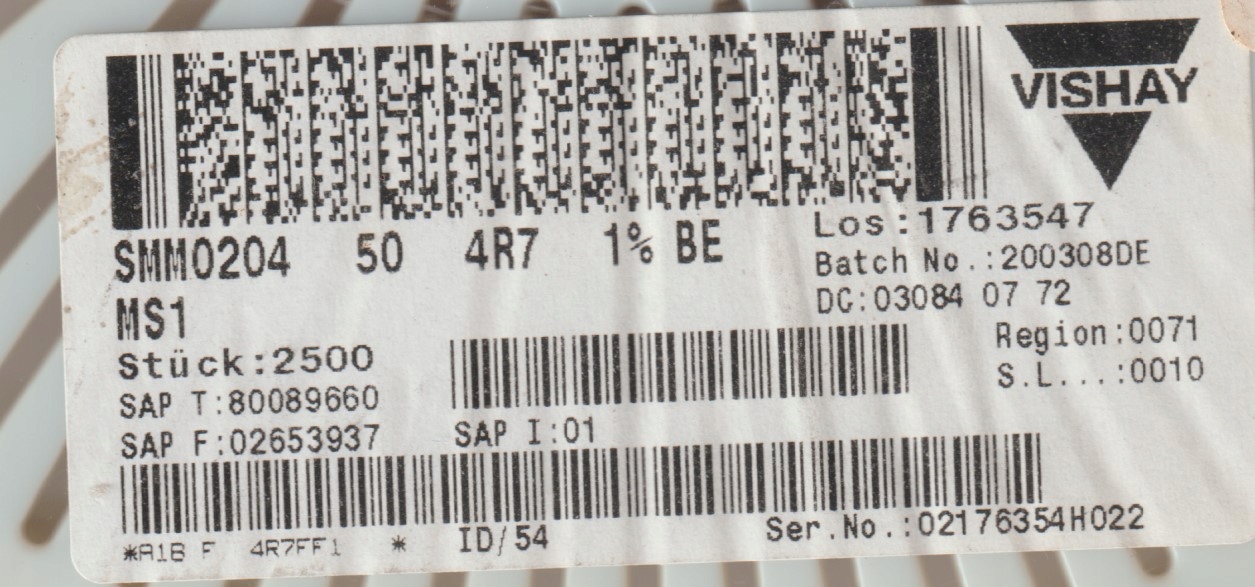 VISHAY
SMM0204 50 4R7 1% BE
MS1
Stück:2500
SAP T:80089660
SAP F:02653937
SAP I:01
Los:1763547
Batch No.:200308DE
DC:03084 07 72
Region:0071
S.L...:0010
*A1B F 4R7FF1 *
ID/54
Ser.No.:02176354H022